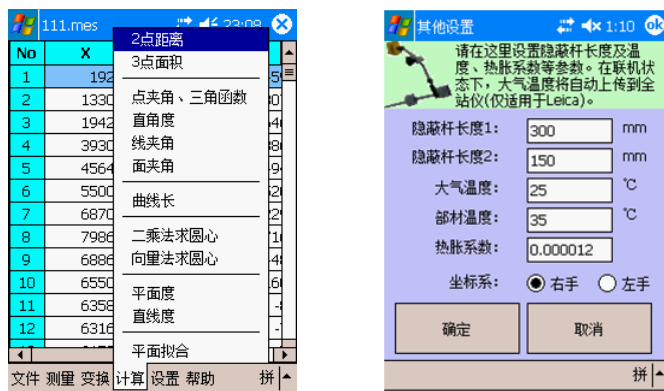 111.mes 23:08
No X
1 192
2 1330
3 1942
4 3930
5 4564
6 5500
7 6870
8 7986
9 6886
10 6550
11 6358
12 6316
2点距离
3点面积
点夹角、三角函数
直角度
线夹角
面夹角
曲线长
二乘法求圆心
向量法求圆心
平面度
直线度
平面拟合
文件 测量 变换 计算 设置 帮助 拼
其他设置 1:10 ok
请在这里设置隐蔽杆长度及温
度、热胀系数等参数。在联机状
态下，大气温度将自动上传到全
站仪(仅适用于Leica)。
隐蔽杆长度1: 300 mm
隐蔽杆长度2: 150 mm
大气温度: 25 ℃
部材温度: 35 ℃
热胀系数: 0.000012
坐标系: 右手 左手
确定 取消
拼